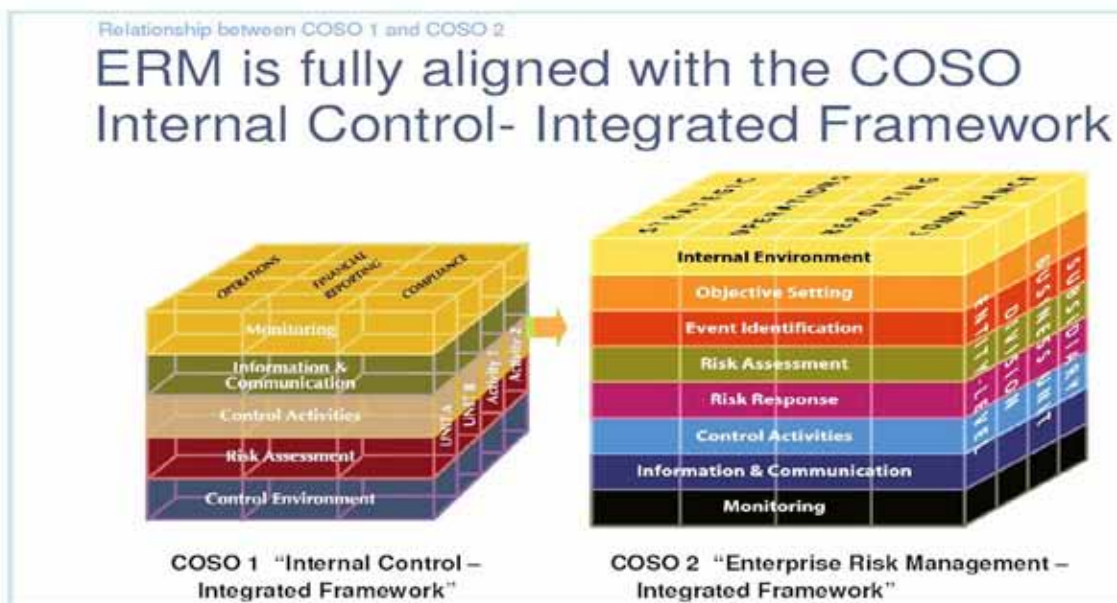 Relationship between COSO 1 and COSO 2
ERM is fully aligned with the COSO
Internal Control- Integrated Framework
OPERATIONS
FINANCIAL
REPORTING
COMPLIANCE
Monitoring
Information &
Communication
Control Activities
Risk Assessment
Control Environment
UNIT A
UNIT B
Activity 1
Activity 2
STRATEGIC
OPERATIONS
REPORTING
COMPLIANCE
Internal Environment
Objective Setting
Event Identification
Risk Assessment
Risk Response
Control Activities
Information & Communication
Monitoring
ENTITY-LEVEL
DIVISION
BUSINESS UNIT
SUBSIDIARY
COSO 1 “Internal Control –
Integrated Framework”
COSO 2 “Enterprise Risk Management –
Integrated Framework”